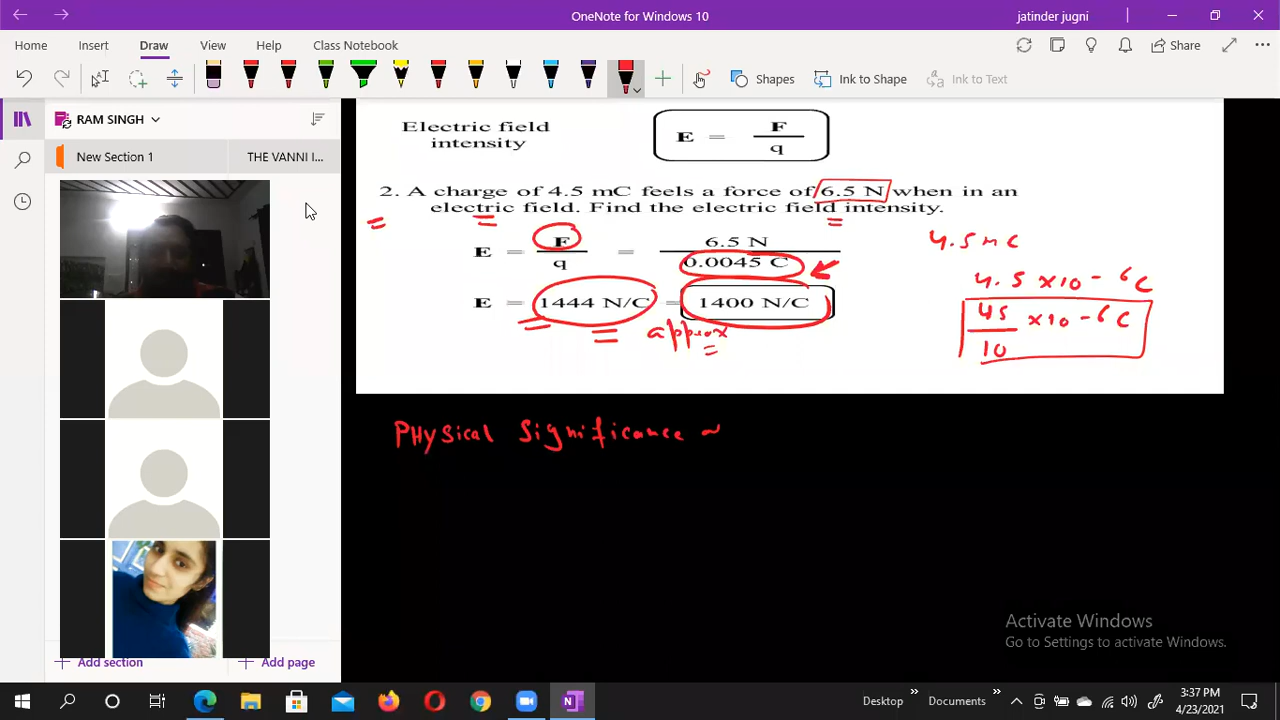 OneNote for Windows 10
jatinder jugni
Home Insert Draw View Help Class Notebook
Share
Shapes Ink to Shape Ink to Text
RAM SINGH
New Section 1
THE VANNI I...
Electric field
intensity
E = F
q
2. A charge of 4.5 mC feels a force of 6.5 N when in an
electric field. Find the electric field intensity.
E = F = 6.5 N
q 0.0045 C
E = 1444 N/C = 1400 N/C
approx
4.5 mC
4.5 x10 - 6C
45 x10 - 6C
10
PHysical Significance ~
Add section
Add page
Activate Windows
Go to Settings to activate Windows.
Desktop »
Documents »
3:37 PM
4/23/2021